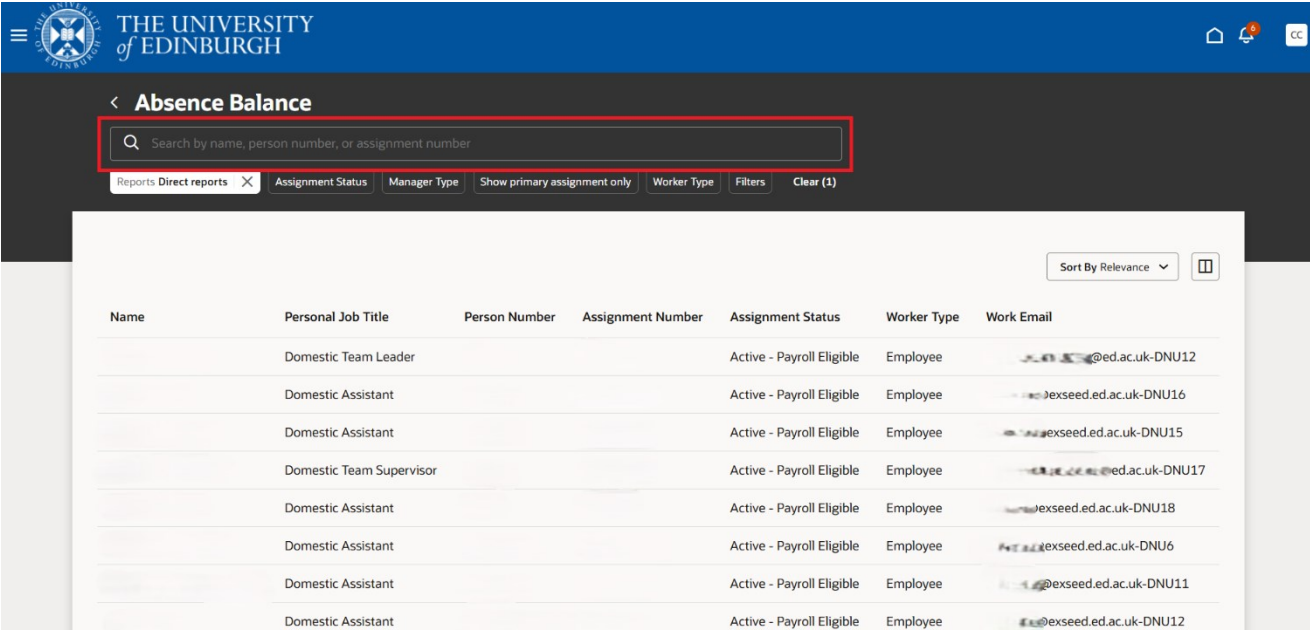 THE UNIVERSITY
of EDINBURGH
6
CC
Absence Balance
Search by name, person number, or assignment number
Reports Direct reports Assignment Status Manager Type Show primary assignment only Worker Type Filters Clear (1)
Sort By Relevance
Name Personal Job Title Person Number Assignment Number Assignment Status Worker Type Work Email
Domestic Team Leader Active - Payroll Eligible Employee @ed.ac.uk-DNU12
Domestic Assistant Active - Payroll Eligible Employee exseed.ed.ac.uk-DNU16
Domestic Assistant Active - Payroll Eligible Employee exseed.ed.ac.uk-DNU15
Domestic Team Supervisor Active - Payroll Eligible Employee ed.ac.uk-DNU17
Domestic Assistant Active - Payroll Eligible Employee exseed.ed.ac.uk-DNU18
Domestic Assistant Active - Payroll Eligible Employee exseed.ed.ac.uk-DNU6
Domestic Assistant Active - Payroll Eligible Employee @exseed.ed.ac.uk-DNU11
Domestic Assistant Active - Payroll Eligible Employee @exseed.ed.ac.uk-DNU12